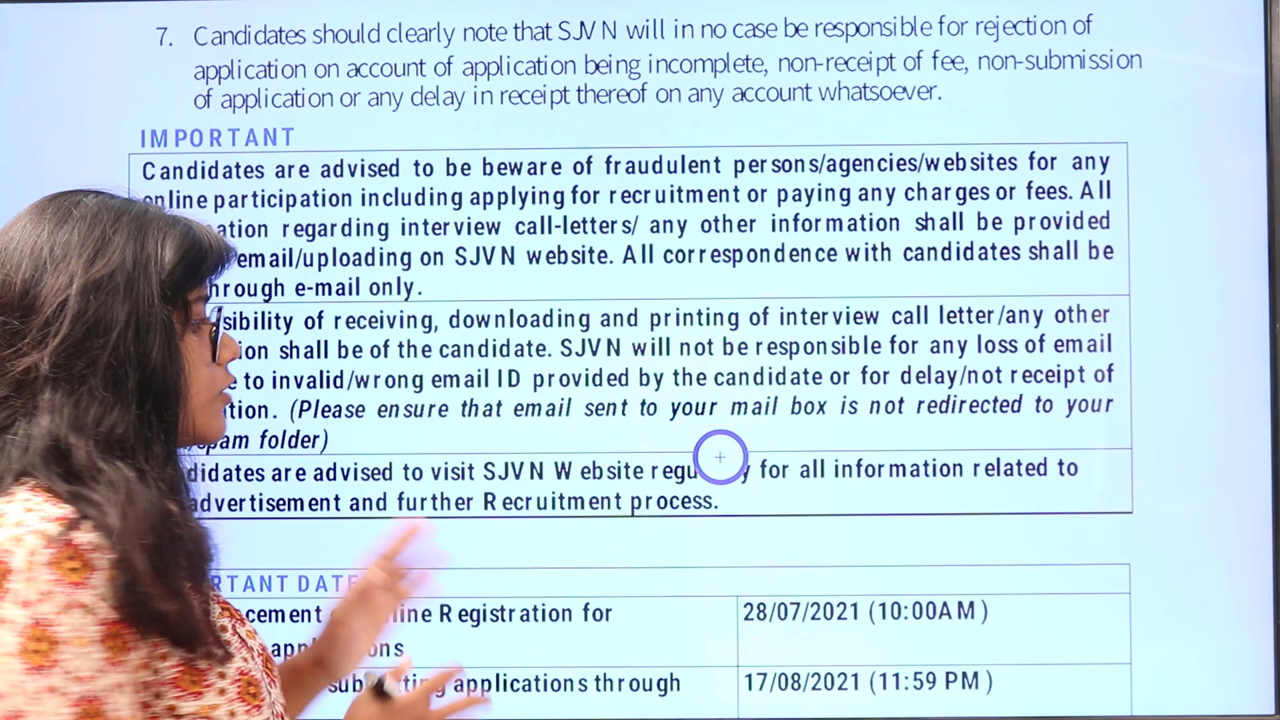 7. Candidates should clearly note that SJVN will in no case be responsible for rejection of
application on account of application being incomplete, non-receipt of fee, non-submission
of application or any delay in receipt thereof on any account whatsoever.
IMPORTANT
Candidates are advised to be beware of fraudulent persons/agencies/websites for any
online participation including applying for recruitment or paying any charges or fees. All
ation regarding interview call-letters/ any other information shall be provided
email/uploading on SJVN website. All correspondence with candidates shall be
hrough e-mail only.
sibility of receiving, downloading and printing of interview call letter/any other
ion shall be of the candidate. SJVN will not be responsible for any loss of email
e to invalid/wrong email ID provided by the candidate or for delay/not receipt of
tion. (Please ensure that email sent to your mail box is not redirected to your
spam folder)
didates are advised to visit SJVN Website regu y for all information related to
advertisement and further Recruitment process.
RTANT DATE
cement line Registration for 28/07/2021 (10:00AM)
app ons
sub ting applications through 17/08/2021 (11:59 PM)